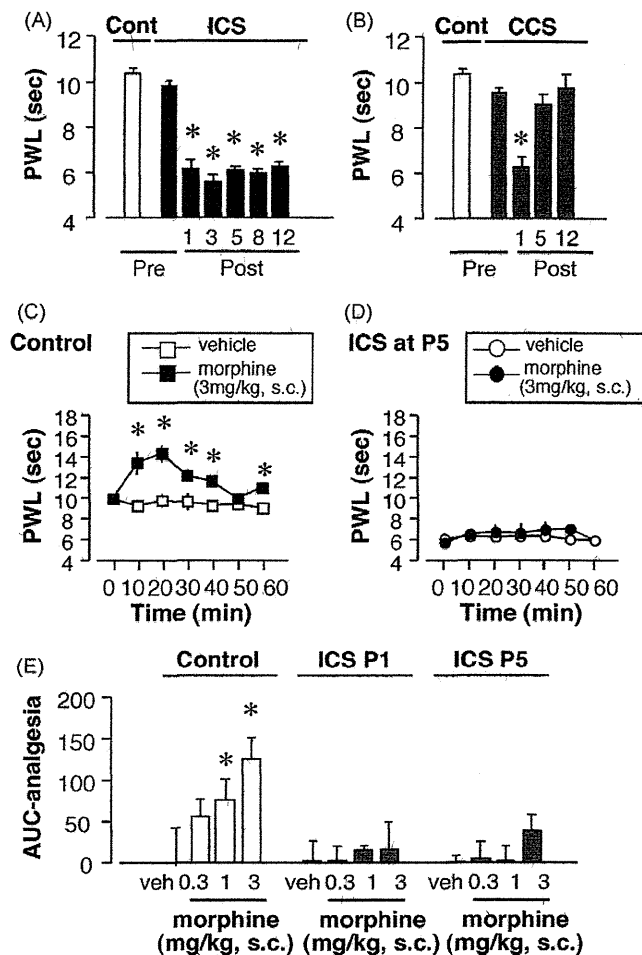 (A)
Cont ICS
PWL (sec)
12
10
8
6
4
* * * * *
1 3 5 8 12
Pre Post
(B)
Cont CCS
PWL (sec)
12
10
8
6
4
*
1 5 12
Pre Post
(C)
Control
vehicle
morphine
(3mg/kg, s.c.)
PWL (sec)
18
16
14
12
10
8
6
4
* * * * *
0 10 20 30 40 50 60
Time (min)
(D)
ICS at P5
vehicle
morphine
(3mg/kg, s.c.)
PWL (sec)
18
16
14
12
10
8
6
4
0 10 20 30 40 50 60
Time (min)
(E)
Control ICS P1 ICS P5
AUC-analgesia
200
150
100
50
0
* *
veh 0.3 1 3 veh 0.3 1 3 veh 0.3 1 3
morphine morphine morphine
(mg/kg, s.c.) (mg/kg, s.c.) (mg/kg, s.c.)